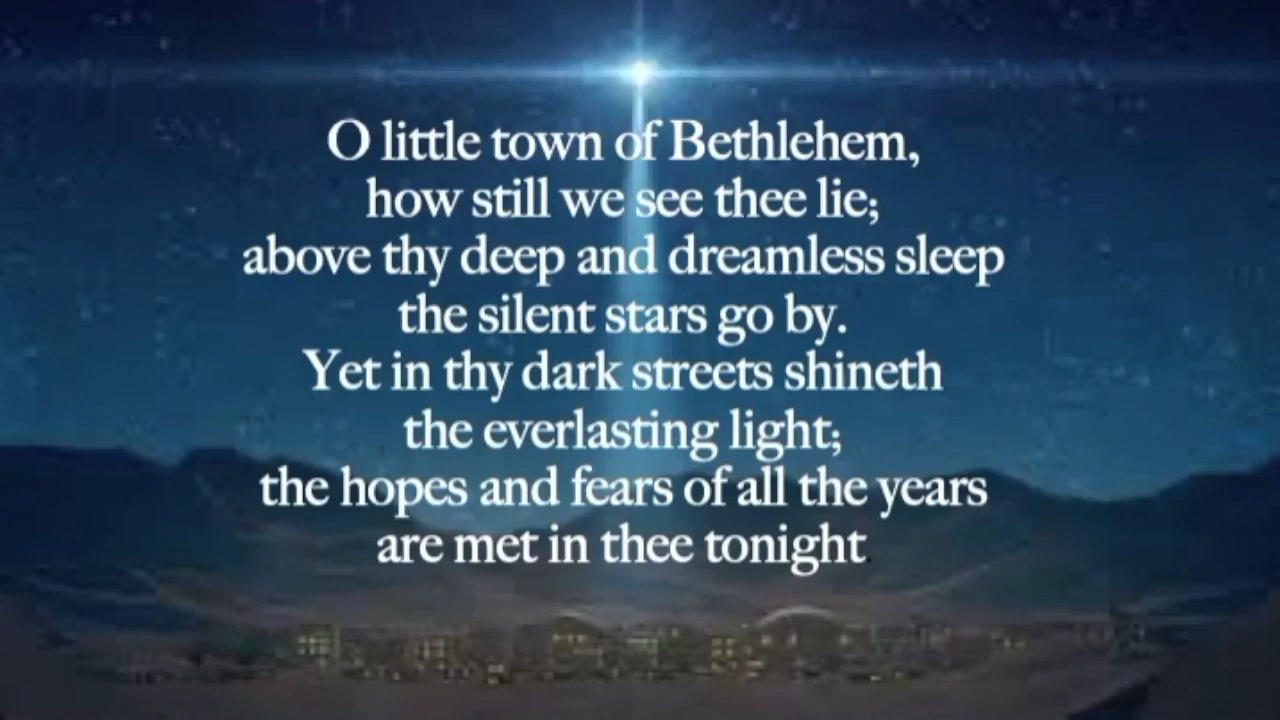 O little town of Bethlehem,
how still we see thee lie;
above thy deep and dreamless sleep
the silent stars go by.
Yet in thy dark streets shineth
the everlasting light;
the hopes and fears of all the years
are met in thee tonight.